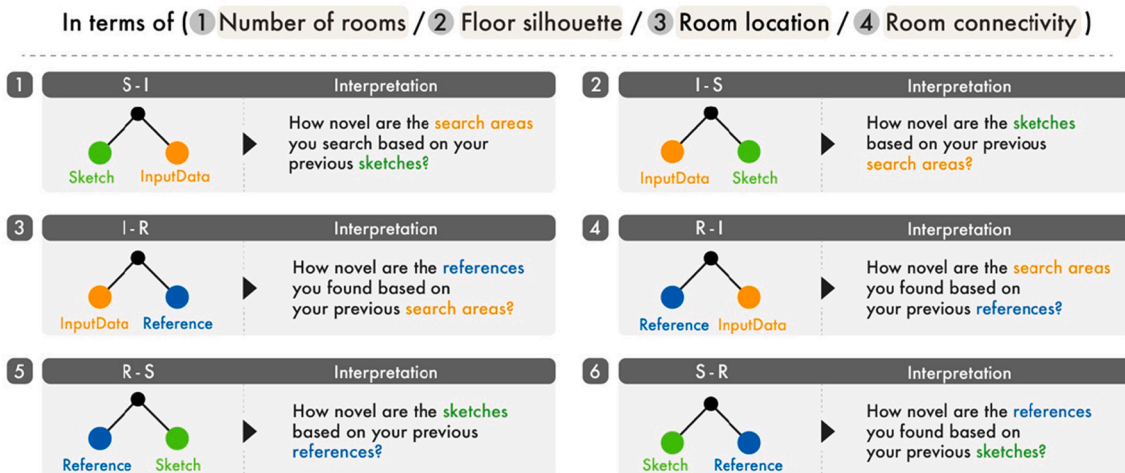 In terms of (1 Number of rooms / 2 Floor silhouette / 3 Room location / 4 Room connectivity )
1
S - I
Interpretation
Sketch
InputData
How novel are the search areas
you search based on your
previous sketches?
2
I - S
Interpretation
InputData
Sketch
How novel are the sketches
based on your previous
search areas?
3
I - R
Interpretation
InputData
Reference
How novel are the references
you found based on
your previous search areas?
4
R - I
Interpretation
Reference
InputData
How novel are the search areas
you found based on
your previous references?
5
R - S
Interpretation
Reference
Sketch
How novel are the sketches
based on your previous
references?
6
S - R
Interpretation
Sketch
Reference
How novel are the references
you found based on
your previous sketches?